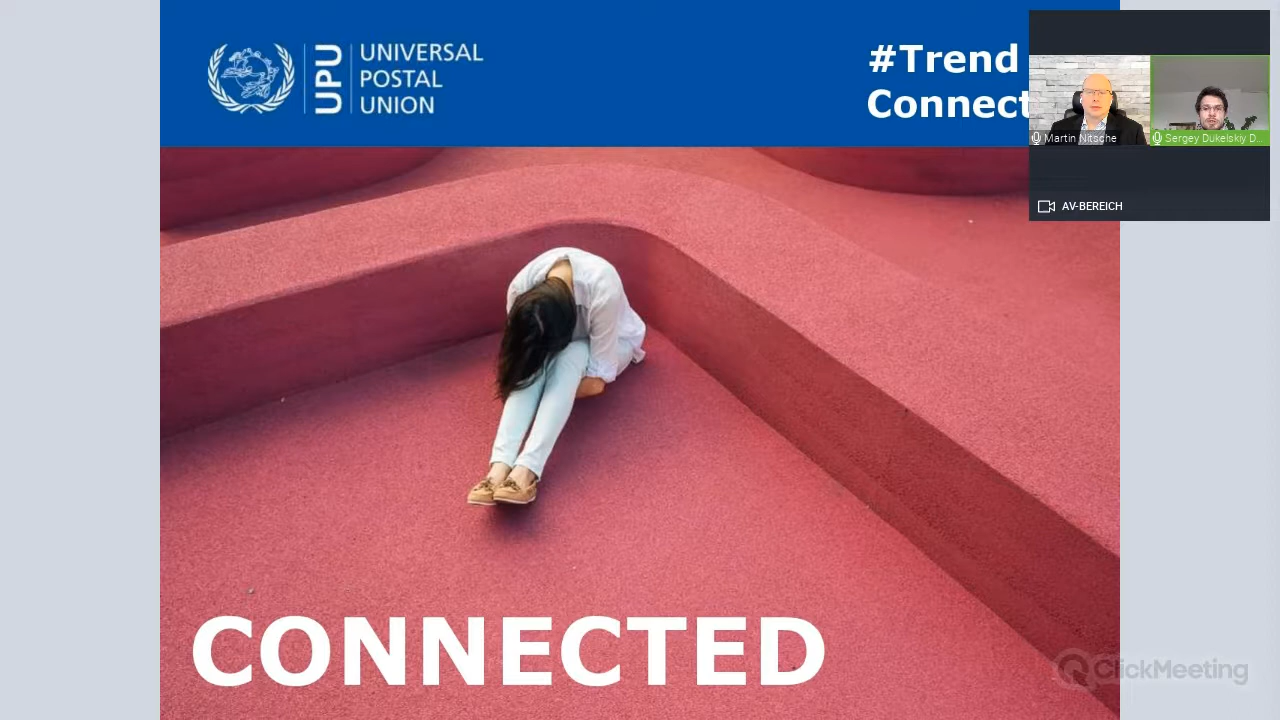 UPU
UNIVERSAL
POSTAL
UNION
#Trend
Connect
Martin Nitsche
Sergey Dukelskiy D...
AV-BEREICH
CONNECTED
ClickMeeting